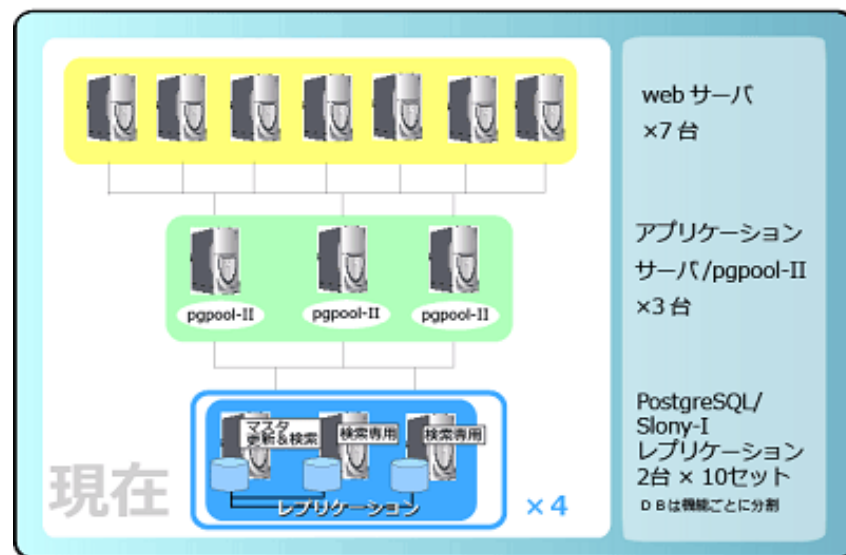 web サーバ
×7 台
アプリケーション
サーバ/pgpool-II
×3 台
pgpool-II
pgpool-II
pgpool-II
PostgreSQL/
Slony-I
レプリケーション
2台 × 10セット
DBは機能ごとに分割
マスタ
更新&検索
検索専用
検索専用
レプリケーション
×4
現在